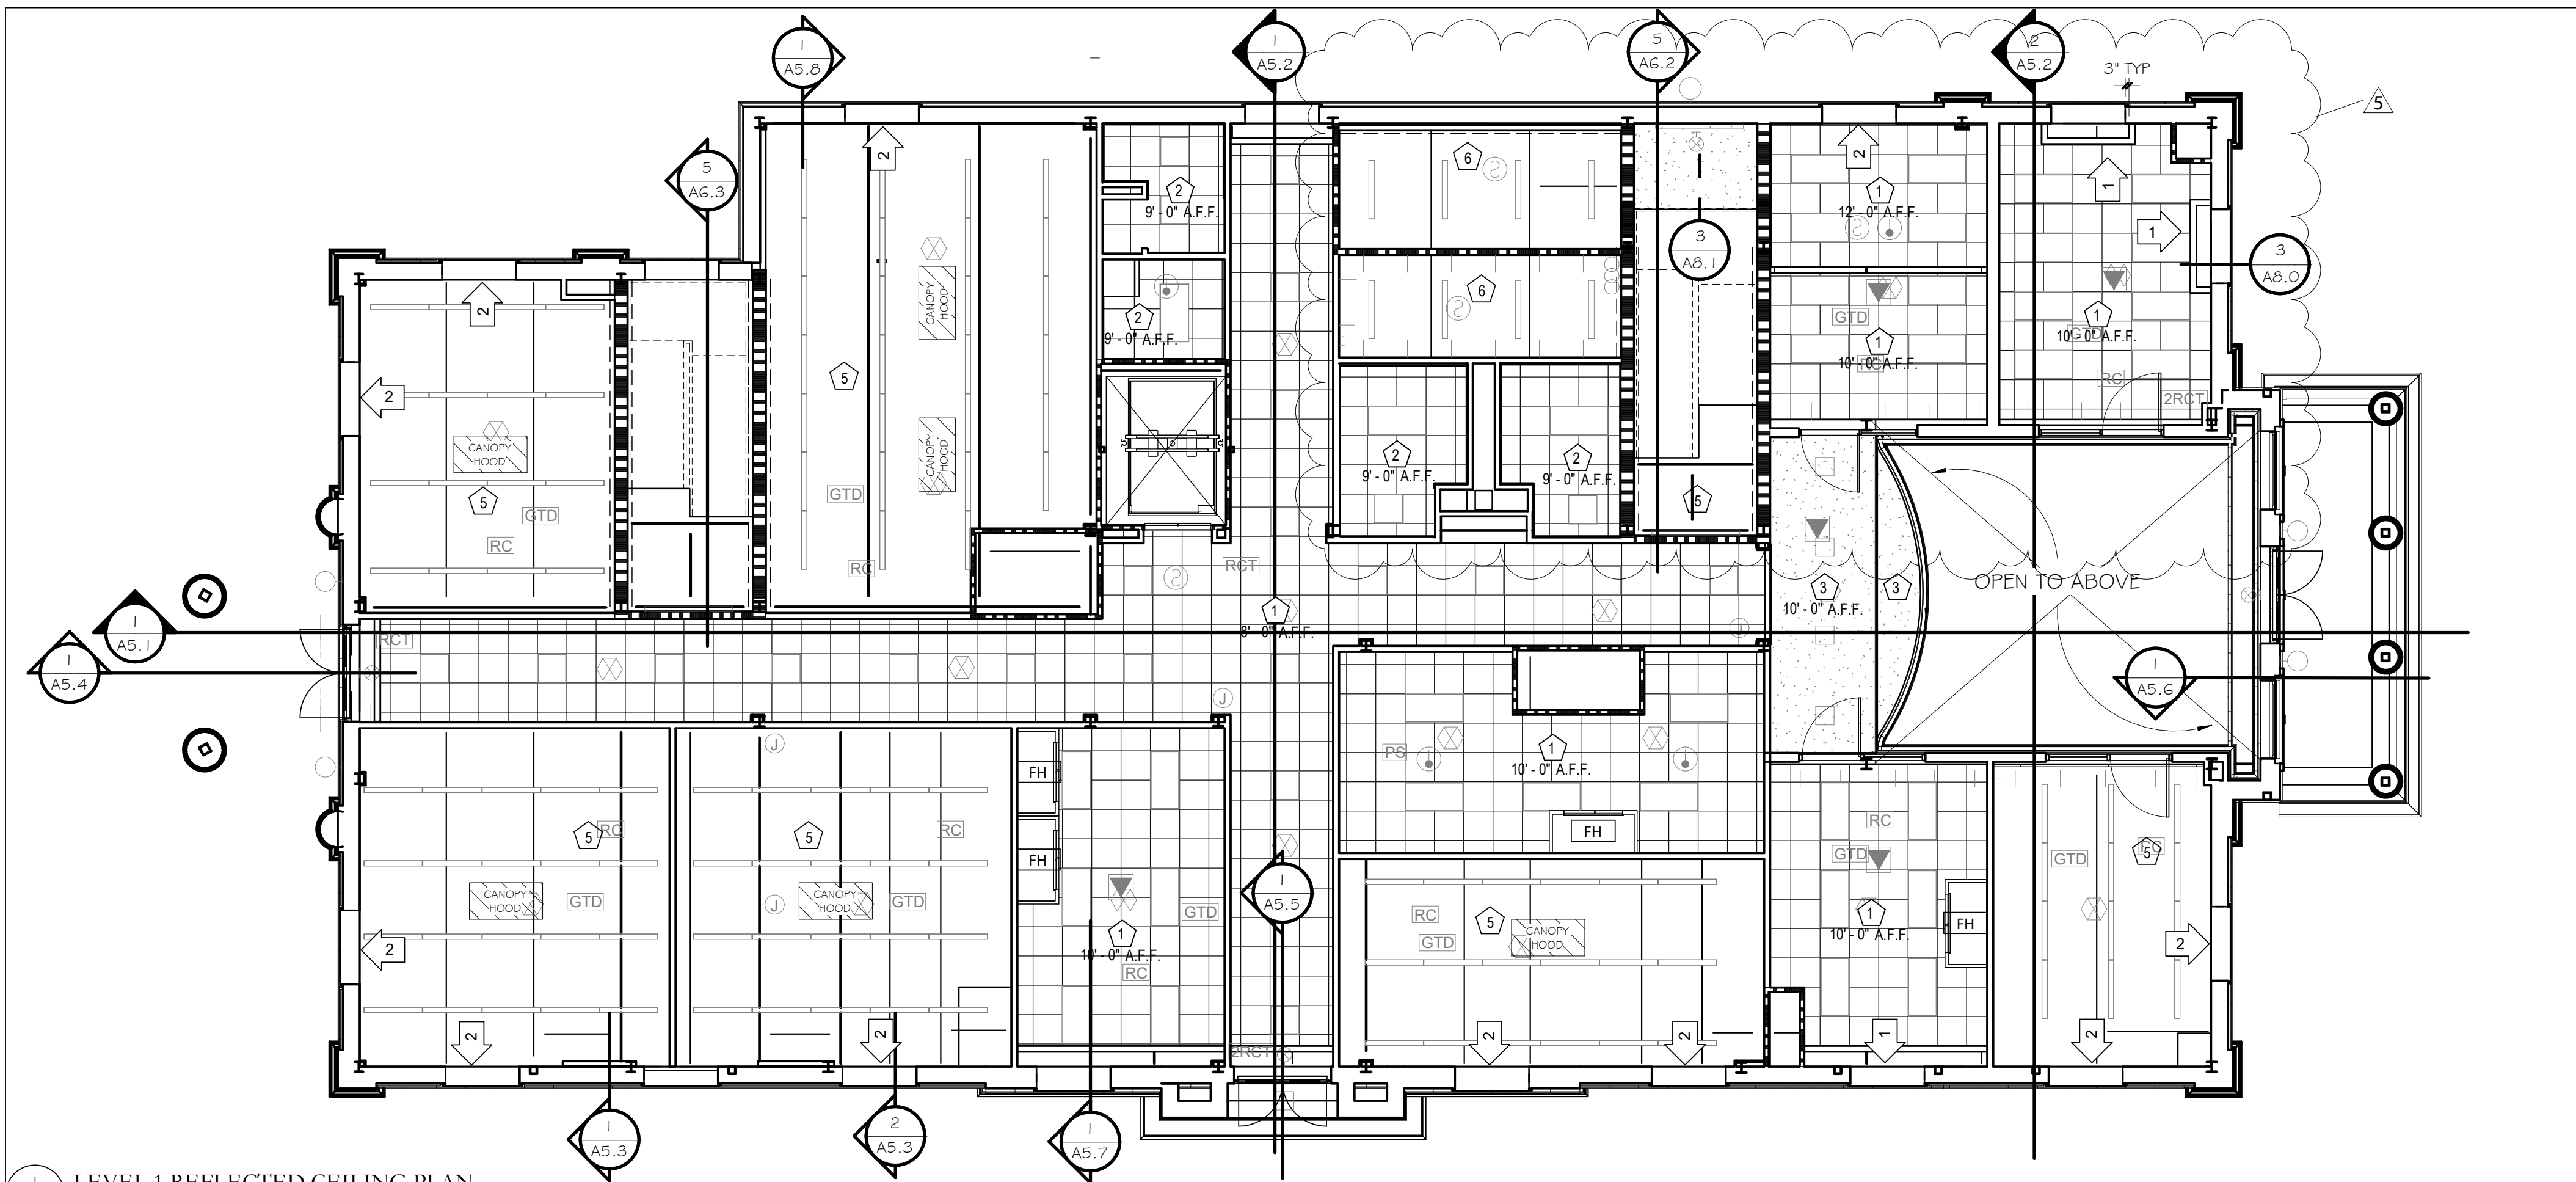 1
A5.8
1
A5.2
5
A6.2
2
A5.2
3" TYP
5
5
A6.3
2
2
9' - 0" A.F.F.
6
S
2
1
12' - 0" A.F.F.
S
1
1
3
A8.1
3
A8.0
2
CANOPY
HOOD
2
9' - 0" A.F.F.
6
S
GTD
1
10' - 0" A.F.F.
1
GTD
10' - 0" A.F.F.
RC
2RCT
2
CANOPY
HOOD
5
GTD
RC
5
CANOPY
HOOD
GTD
RC
2
9' - 0" A.F.F.
2
9' - 0" A.F.F.
5
S
RCT
1
8' - 0" A.F.F.
3
10' - 0" A.F.F.
3
OPEN TO ABOVE
J
1
A5.1
RCT
1
A5.4
1
A5.6
J
J
FH
FH
PS
1
10' - 0" A.F.F.
FH
5
RC
5
RC
CANOPY
HOOD
GTD
CANOPY
HOOD
J
GTD
GTD
1
10' - 0" A.F.F.
RC
1
A5.5
RC
5
GTD
CANOPY
HOOD
RC
GTD
1
10' - 0" A.F.F.
FH
GTD
5
2
2
2
2
2RCT
2
2
1
2
1
A5.3
2
A5.3
1
A5.7
1
LEVEL 1 REFLECTED CEILING PLAN